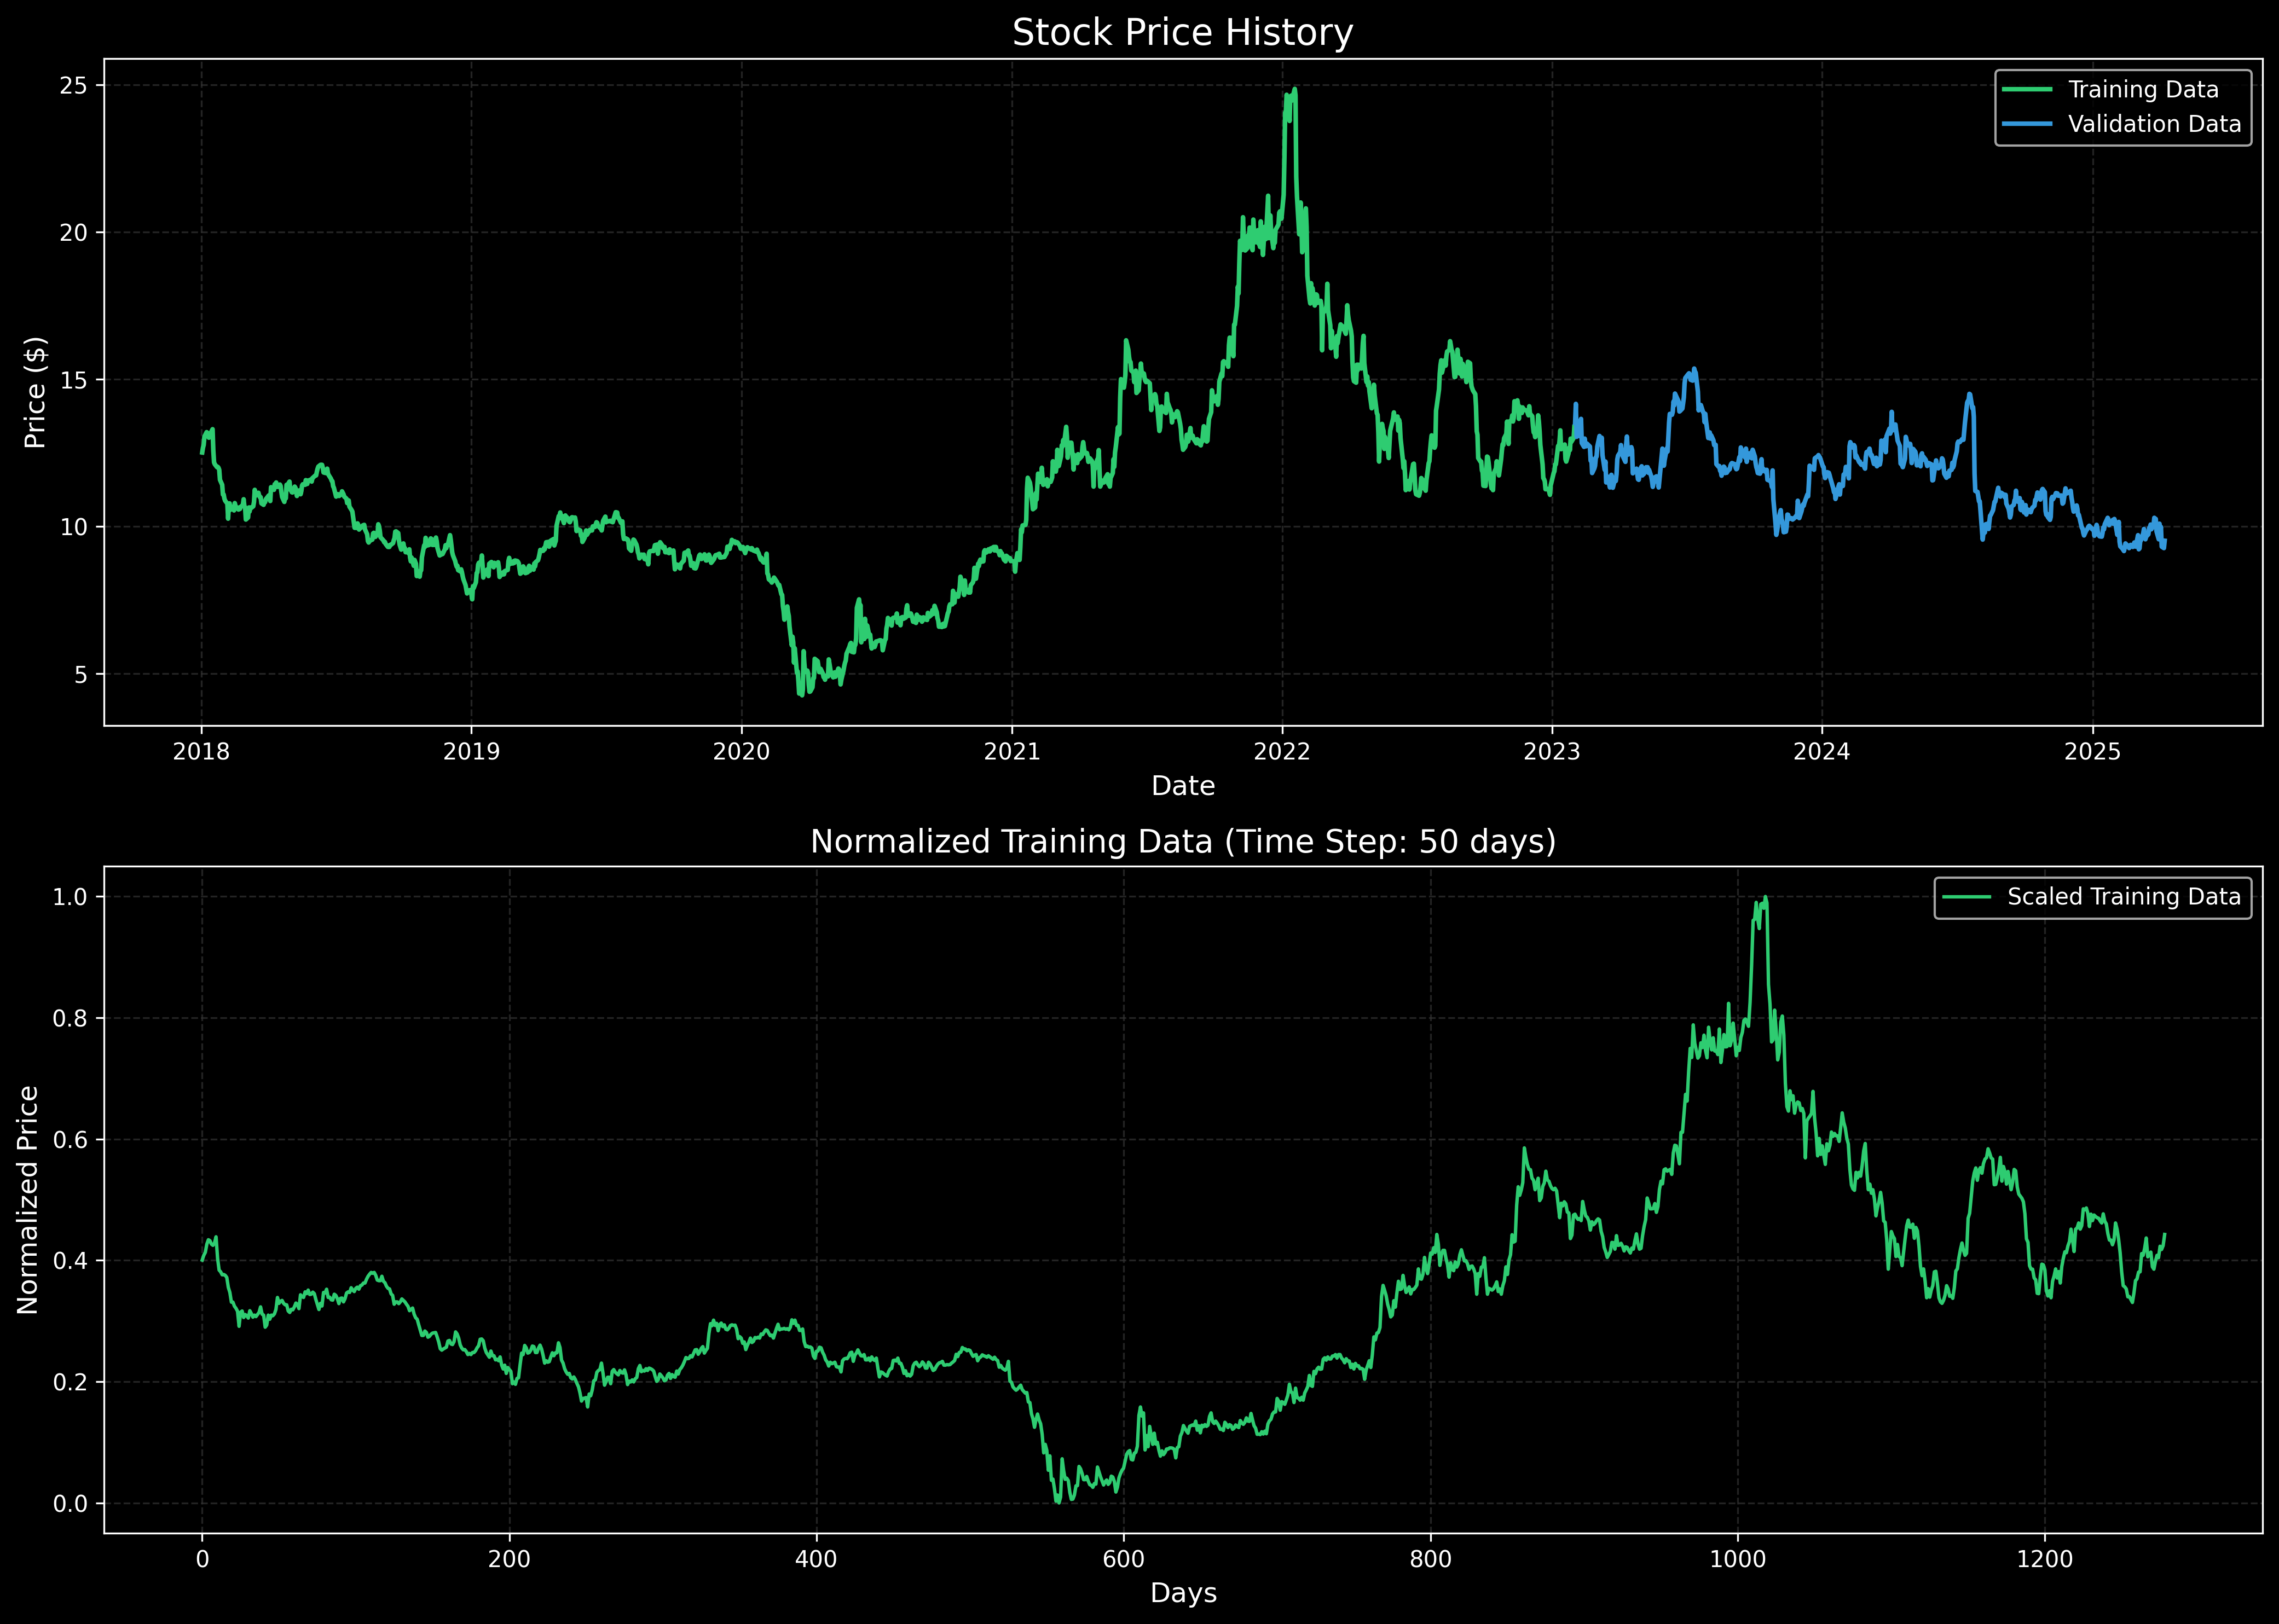 Stock Price History
Training Data
Validation Data
Price ($)
25
20
15
10
5
2018 2019 2020 2021 2022 2023 2024 2025
Date
Normalized Training Data (Time Step: 50 days)
Scaled Training Data
Normalized Price
1.0
0.8
0.6
0.4
0.2
0.0
0 200 400 600 800 1000 1200
Days